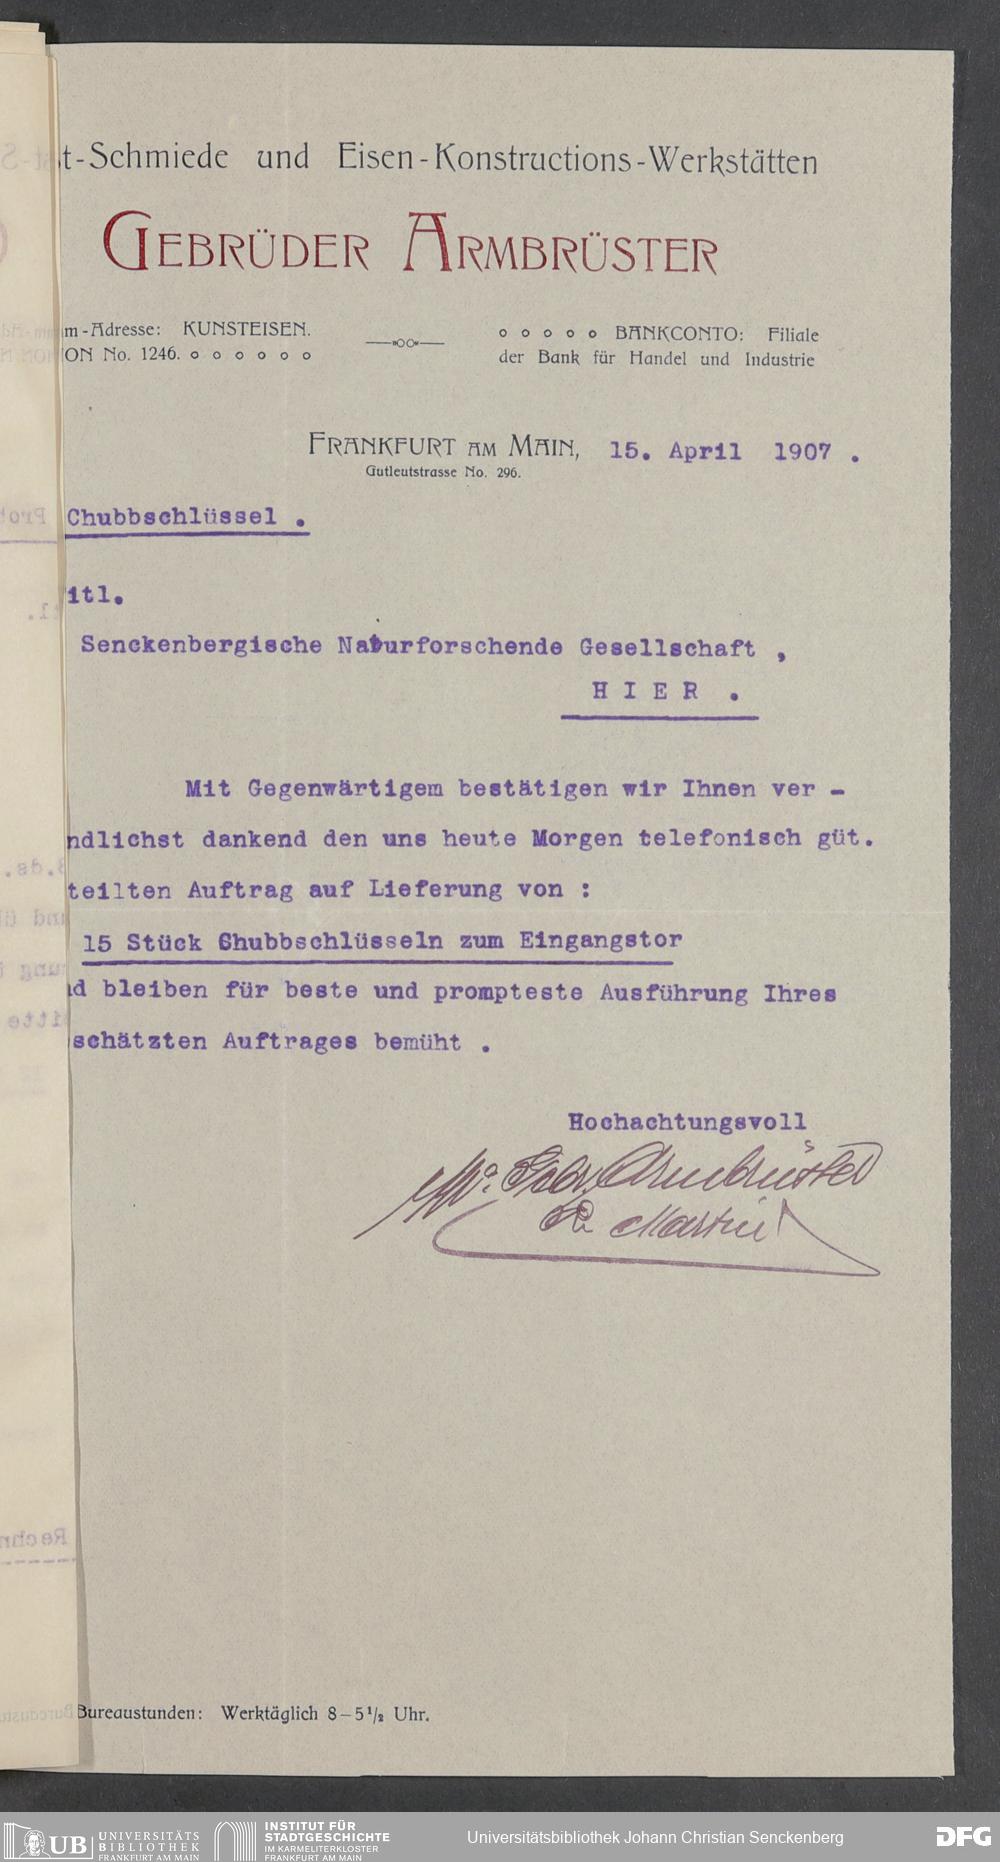 t-Schmiede und Eisen-Konstructions-Werkstätten
GEBRÜDER ARMBRÜSTER
m-Adresse: KUNSTEISEN.
ON No. 1246. o o o o o o
o o o o o BANKCONTO: Filiale
der Bank für Handel und Industrie
FRANKFURT AM MAIN, 15. April 1907 .
Gutleutstrasse No. 296.
Chubbschlüssel .
itl.
Senckenbergische Naturforschende Gesellschaft ,
H I E R .
Mit Gegenwärtigem bestätigen wir Ihnen ver -
ndlichst dankend den uns heute Morgen telefonisch güt.
teilten Auftrag auf Lieferung von :
15 Stück Chubbschlüsseln zum Eingangstor
d bleiben für beste und prompteste Ausführung Ihres
schätzten Auftrages bemüht .
Hochachtungsvoll
Gebr. Armbrüster
Martin
Bureaustunden: Werktäglich 8–5½ Uhr.
UB UNIVERSITÄTS
BIBLIOTHEK
FRANKFURT AM MAIN
INSTITUT FÜR
STADTGESCHICHTE
IM KARMELITERKLOSTER
FRANKFURT AM MAIN
Universitätsbibliothek Johann Christian Senckenberg
DFG